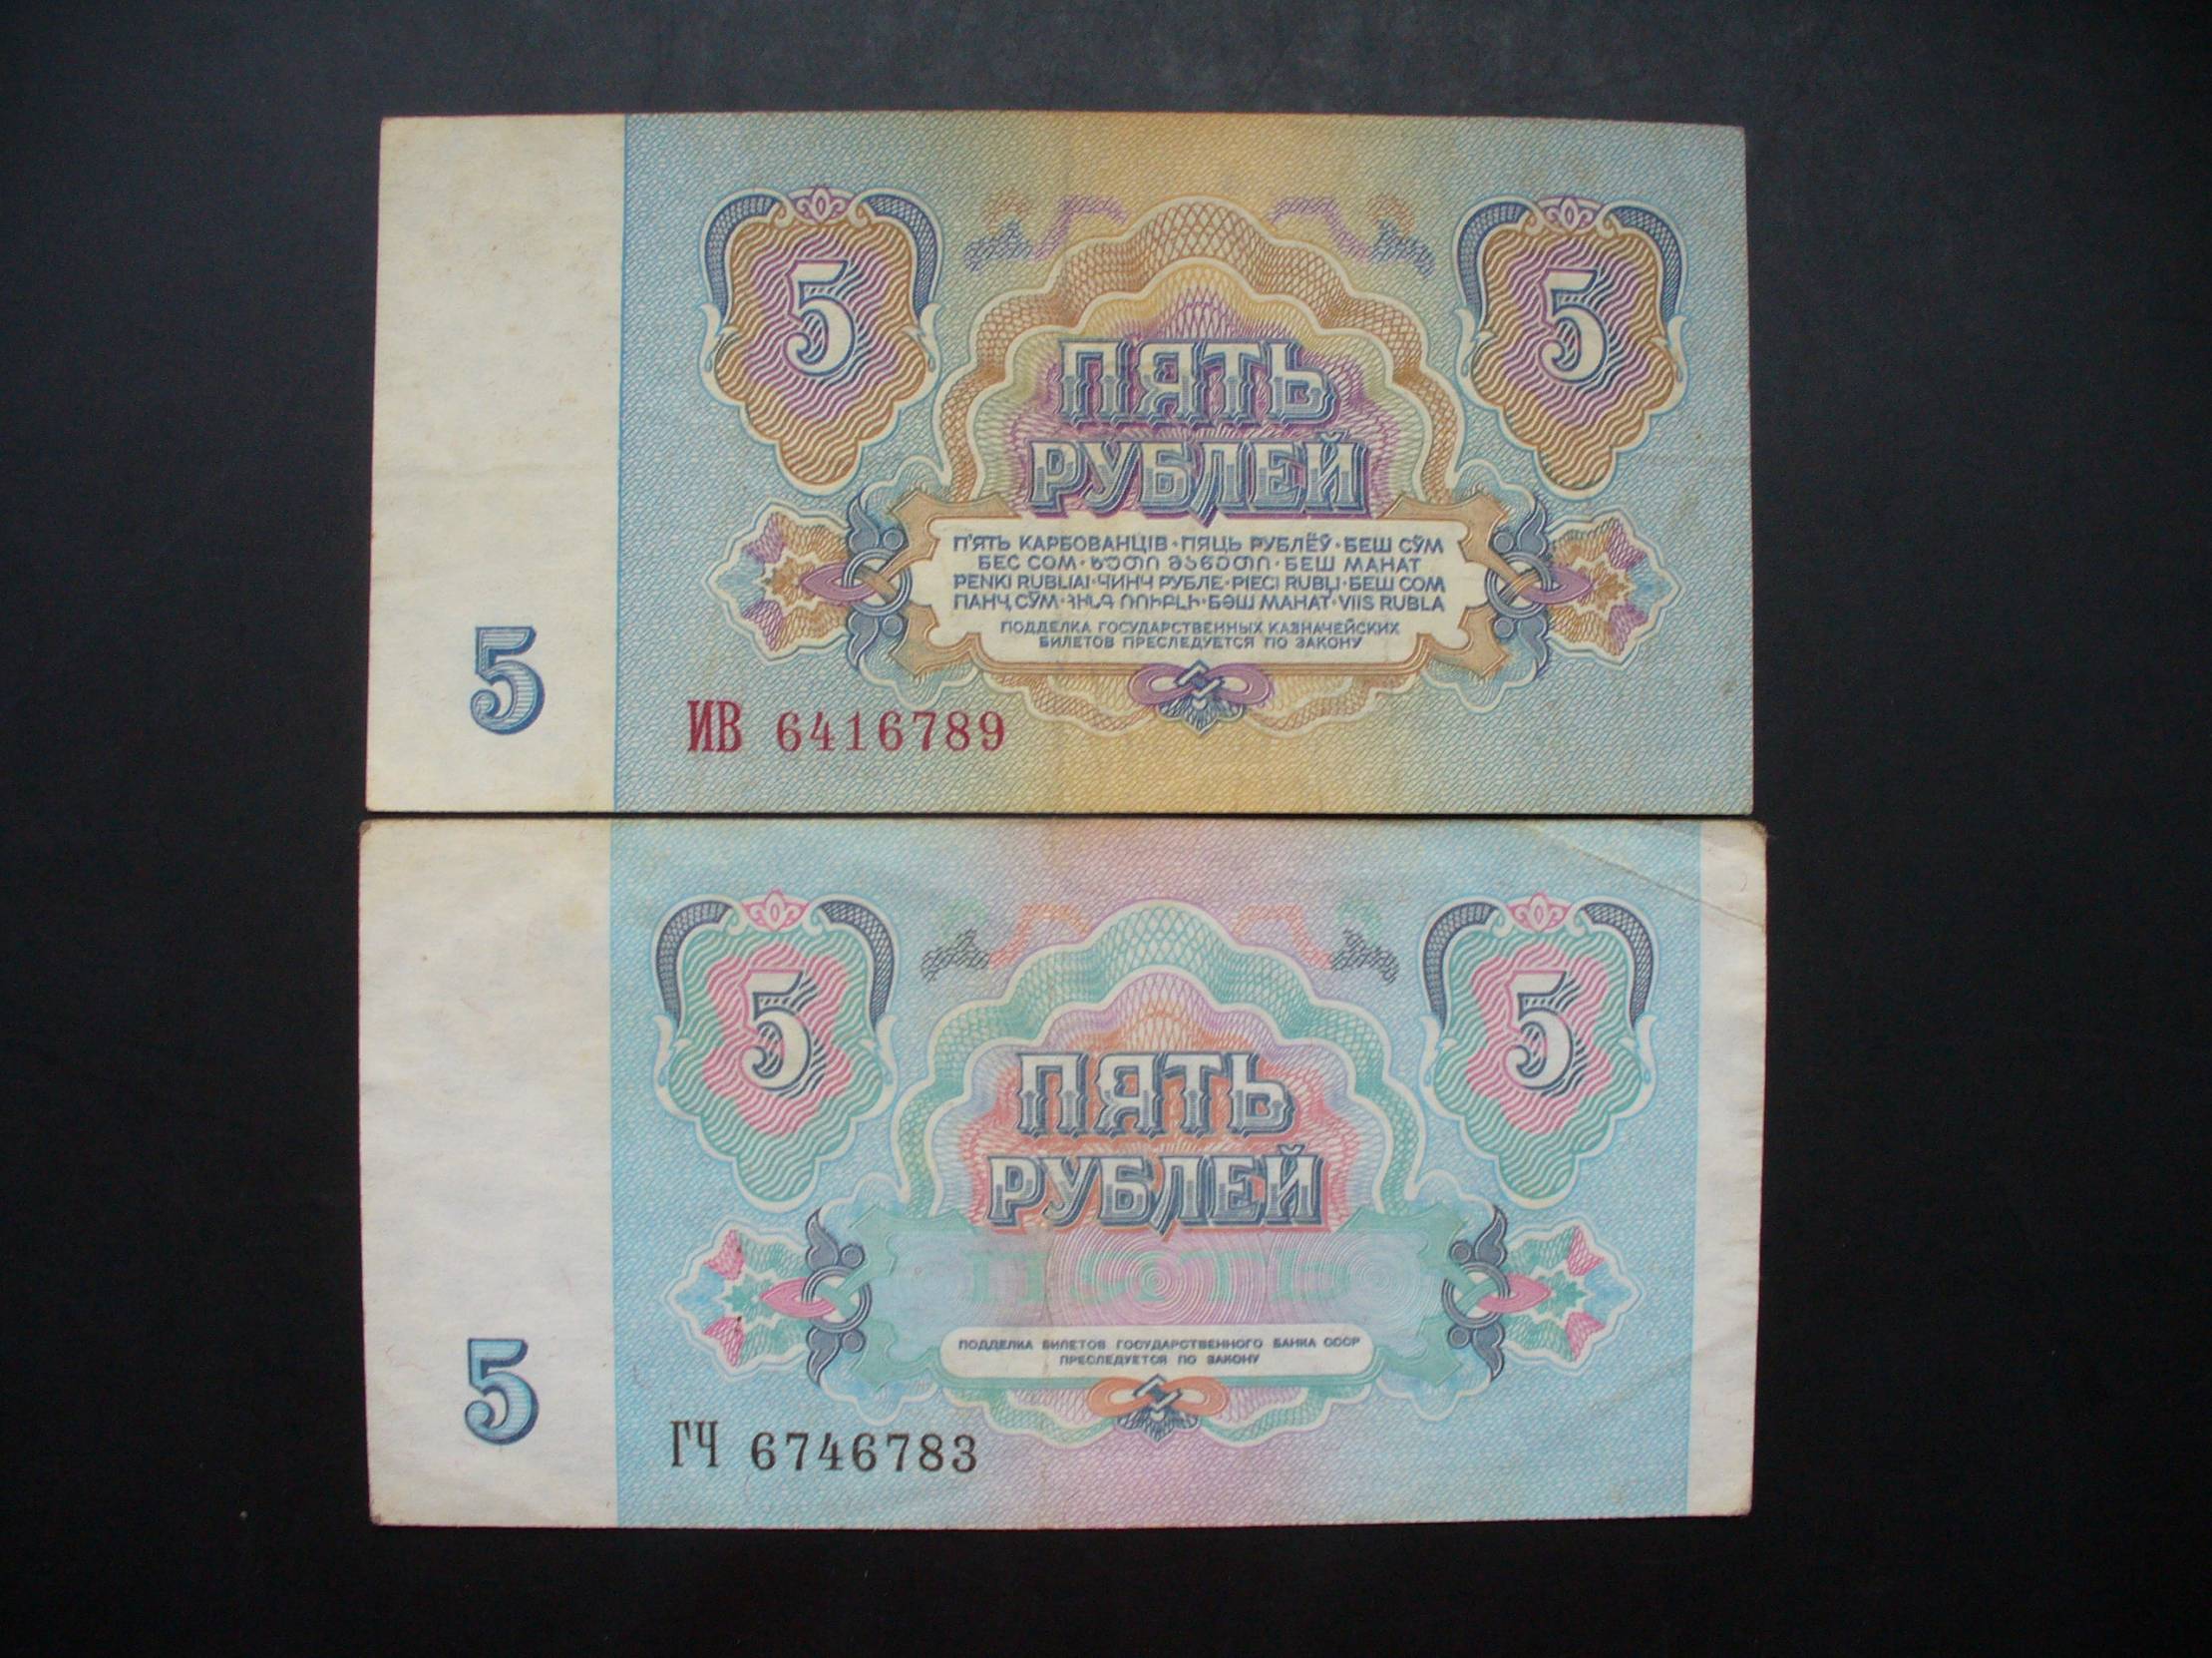 5 5
ПЯТЬ
РУБЛЕЙ
П'ЯТЬ КАРБОВАНЦІВ·ПЯЦЬ РУБЛЁЎ·БЕШ СЎМ
БЕС СОМ·ხუთი მანეთი·БЕШ МАНАТ
PENKI RUBLIAI·ЧИНЧ РУБЛЕ·PIECI RUBĻI·БЕШ СОМ
ПАНҶ СӮМ·ՀԻՆԳ ՌՈՒԲԼԻ·БӘШ МАНАТ·VIIS RUBLA
ПОДДЕЛКА ГОСУДАРСТВЕННЫХ КАЗНАЧЕЙСКИХ
БИЛЕТОВ ПРЕСЛЕДУЕТСЯ ПО ЗАКОНУ
5
ИВ 6416789
5 5
ПЯТЬ
РУБЛЕЙ
ПЯТЬ
ПОДДЕЛКА БИЛЕТОВ ГОСУДАРСТВЕННОГО БАНКА СССР
ПРЕСЛЕДУЕТСЯ ПО ЗАКОНУ
5
ГЧ 6746783